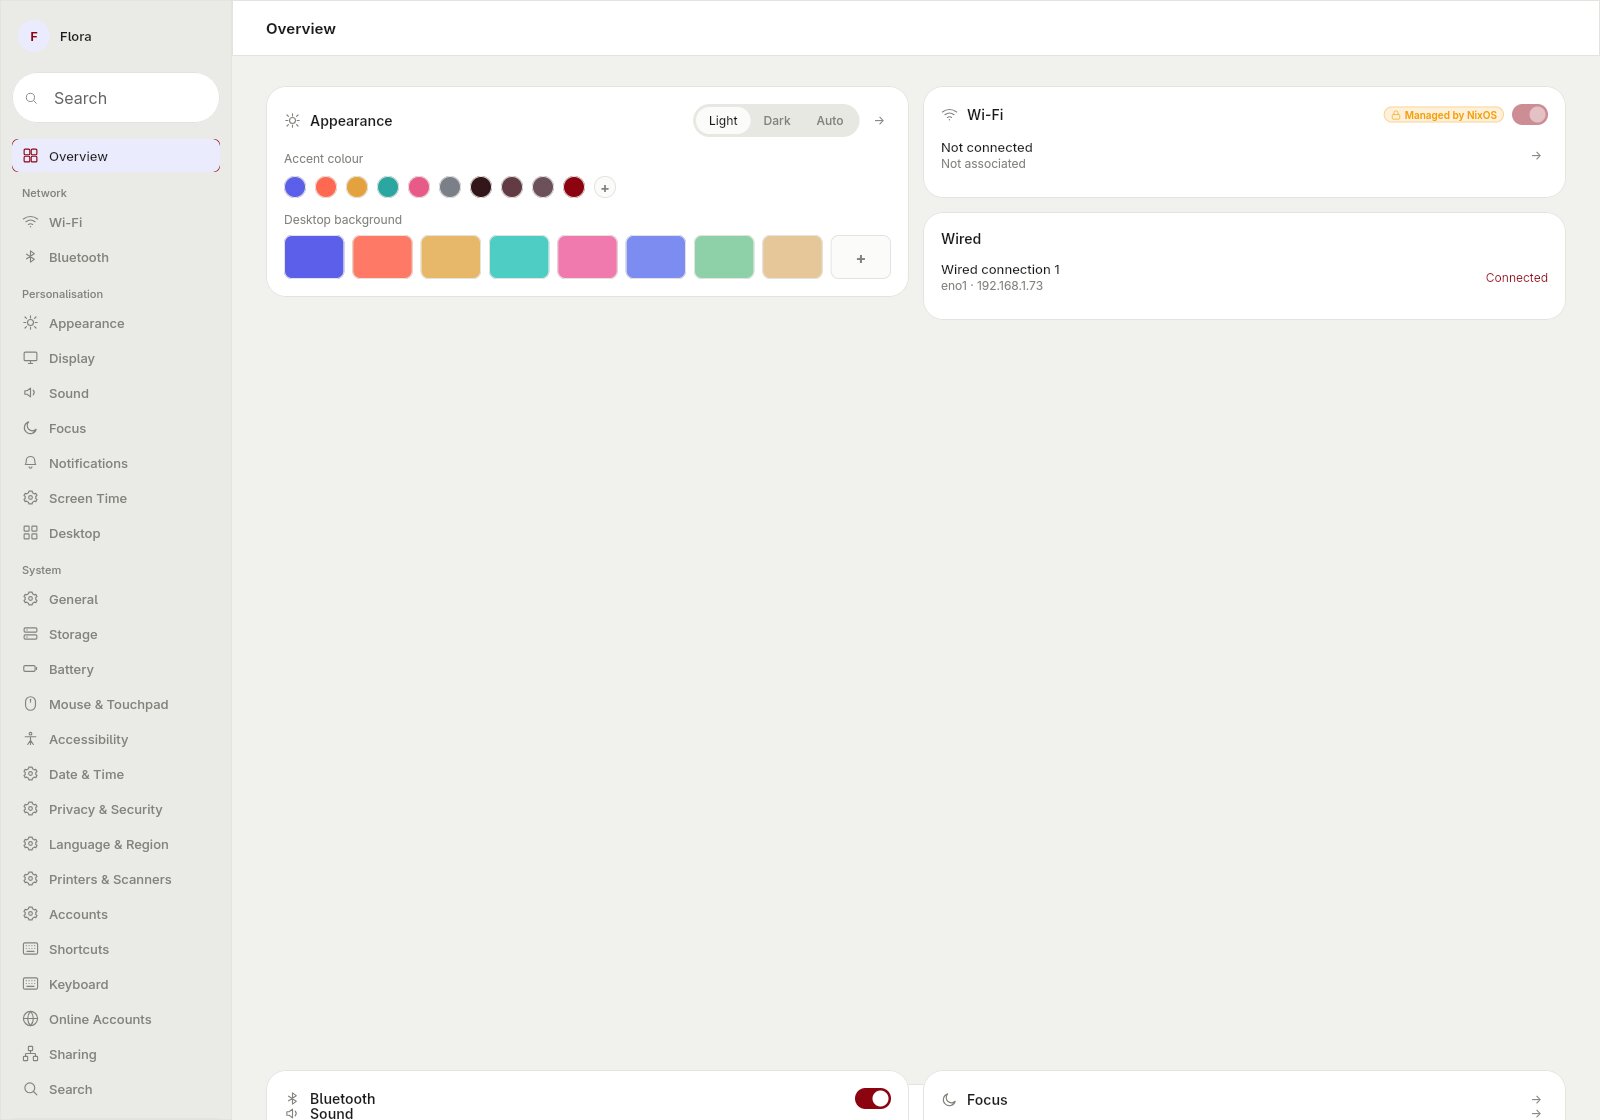 F
Flora
Search
Overview
Network
Wi-Fi
Bluetooth
Personalisation
Appearance
Display
Sound
Focus
Notifications
Screen Time
Desktop
System
General
Storage
Battery
Mouse & Touchpad
Accessibility
Date & Time
Privacy & Security
Language & Region
Printers & Scanners
Accounts
Shortcuts
Keyboard
Online Accounts
Sharing
Search
Overview
Appearance
Light Dark Auto
Accent colour
+
Desktop background
+
Wi-Fi
Managed by NixOS
Not connected
Not associated
Wired
Wired connection 1
eno1 · 192.168.1.73
Connected
Bluetooth
Sound
Focus